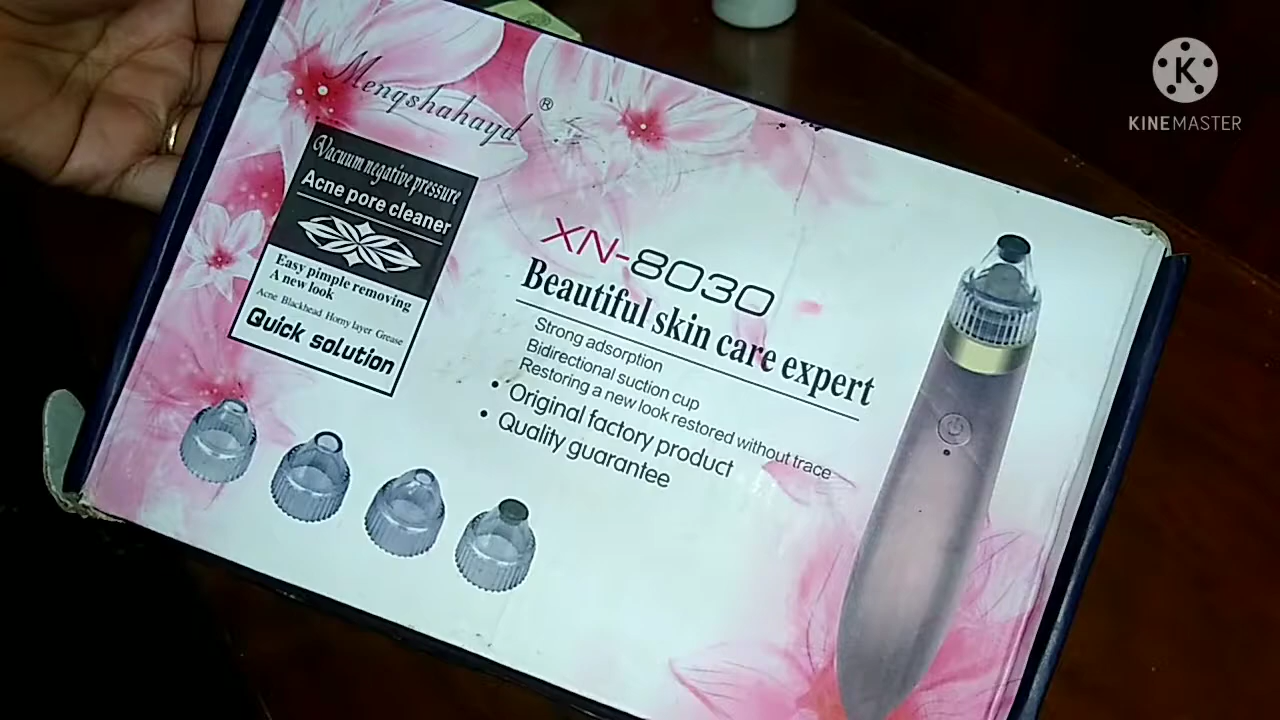 Mengshahayd ®
Vacuum negative pressure
Acne pore cleaner
Easy pimple removing
A new look
Acne Blackhead Horny layer Grease
Quick solution
XN-8030
Beautiful skin care expert
Strong adsorption
Bidirectional suction cup
Restoring a new look restored without trace
• Original factory product
• Quality guarantee
K
KINEMASTER